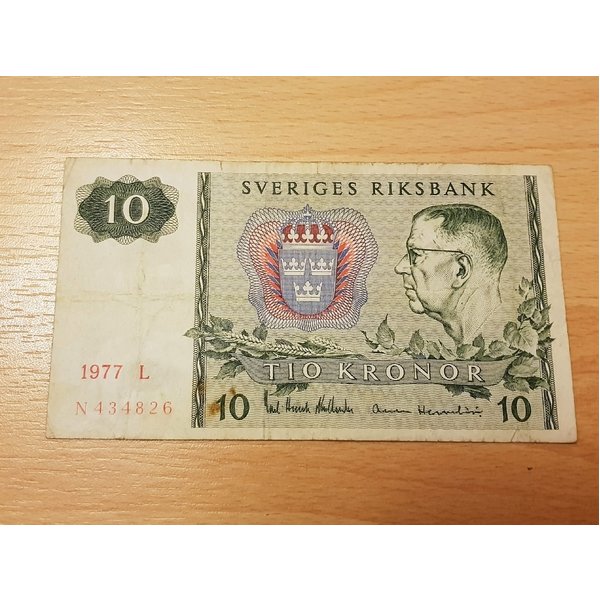 SVERIGES RIKSBANK
10
1977 L
TIO KRONOR
N434826
10
10